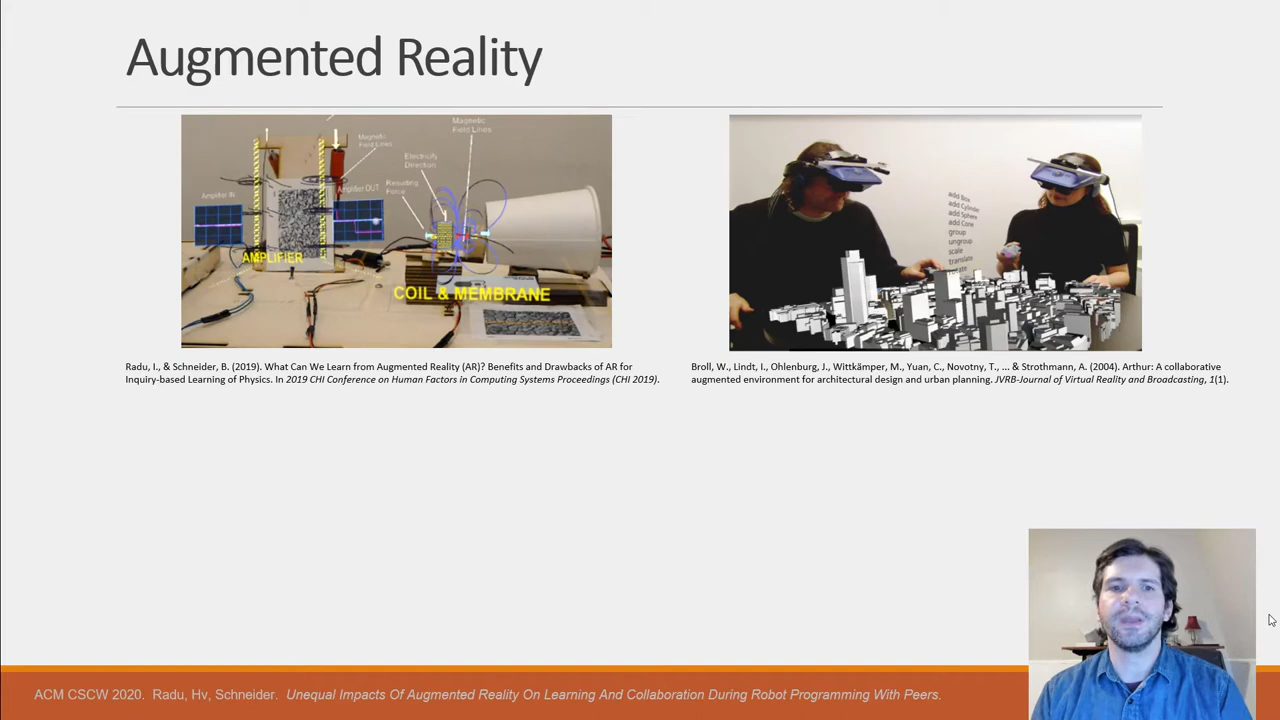 Augmented Reality
Magnetic
Field Lines
Electricity
Direction
Resulting
Force
Magnetic
Field Lines
Amplifier IN
Amplifier OUT
AMPLIFIER
COIL & MEMBRANE
add Box
add Cylinder
add Sphere
add Cone
group
ungroup
scale
translate
rotate
Radu, I., & Schneider, B. (2019). What Can We Learn from Augmented Reality (AR)? Benefits and Drawbacks of AR for
Inquiry-based Learning of Physics. In 2019 CHI Conference on Human Factors in Computing Systems Proceedings (CHI 2019).
Broll, W., Lindt, I., Ohlenburg, J., Wittkämper, M., Yuan, C., Novotny, T., ... & Strothmann, A. (2004). Arthur: A collaborative
augmented environment for architectural design and urban planning. JVRB-Journal of Virtual Reality and Broadcasting, 1(1).
ACM CSCW 2020. Radu, Hv, Schneider. Unequal Impacts Of Augmented Reality On Learning And Collaboration During Robot Programming With Peers.